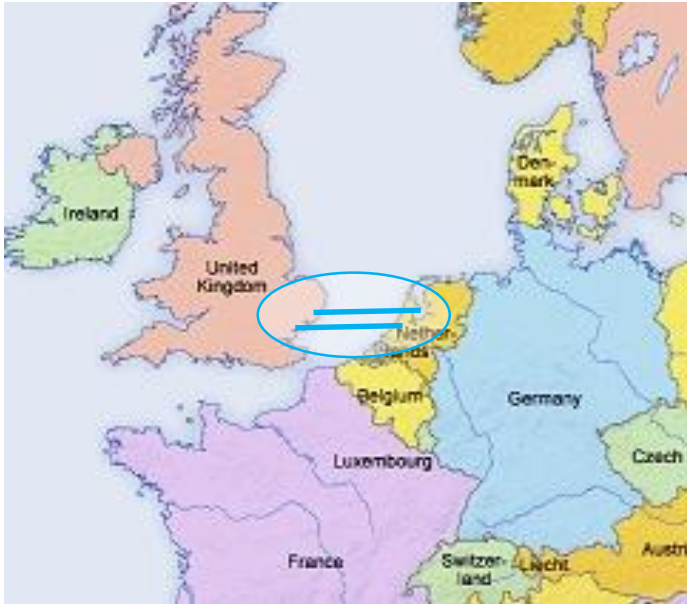 Den-
mark
Ireland
United
Kingdom
Nether-
lands
Belgium
Germany
Luxembourg
Czech
France
Switzer-
land
Liecht.
Austri